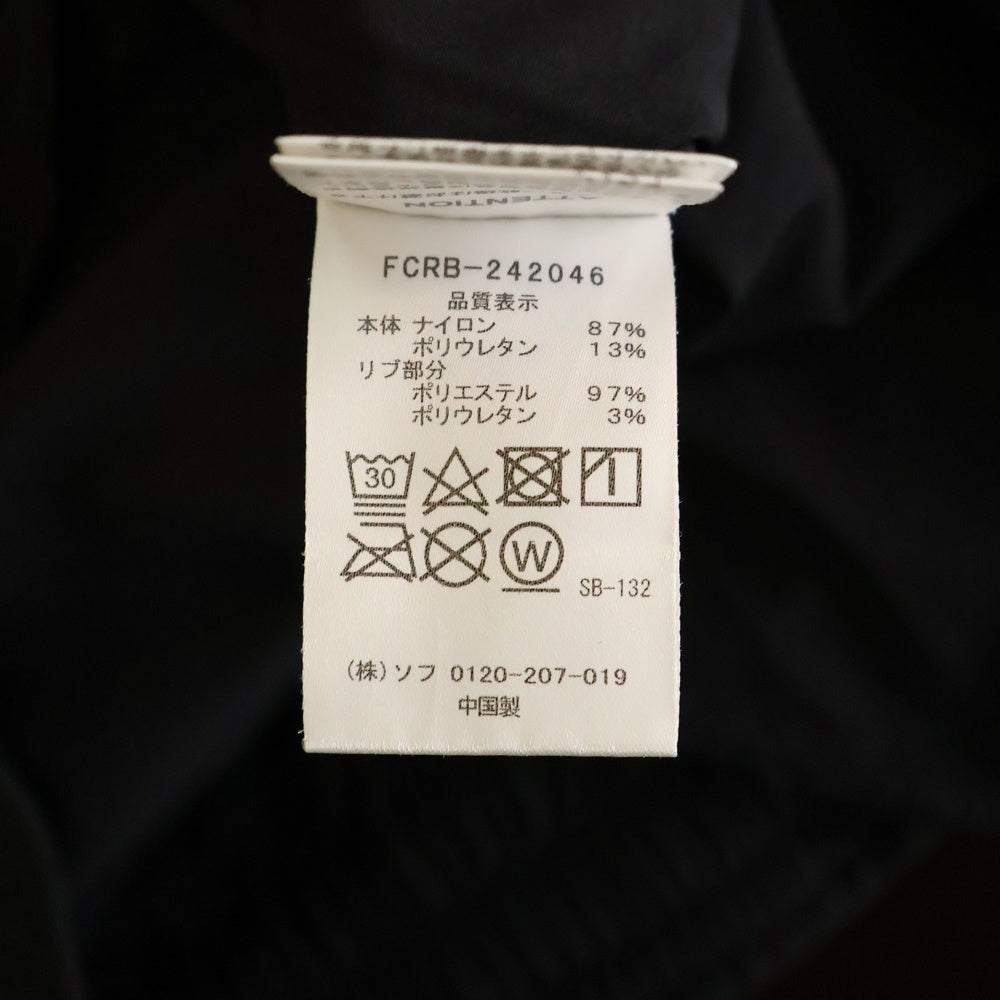 ATTENTION
FCRB-242046
品質表示
本体 ナイロン 87%
ポリウレタン 13%
リブ部分
ポリエステル 97%
ポリウレタン 3%
30
W
SB-132
(株)ソフ 0120-207-019
中国製